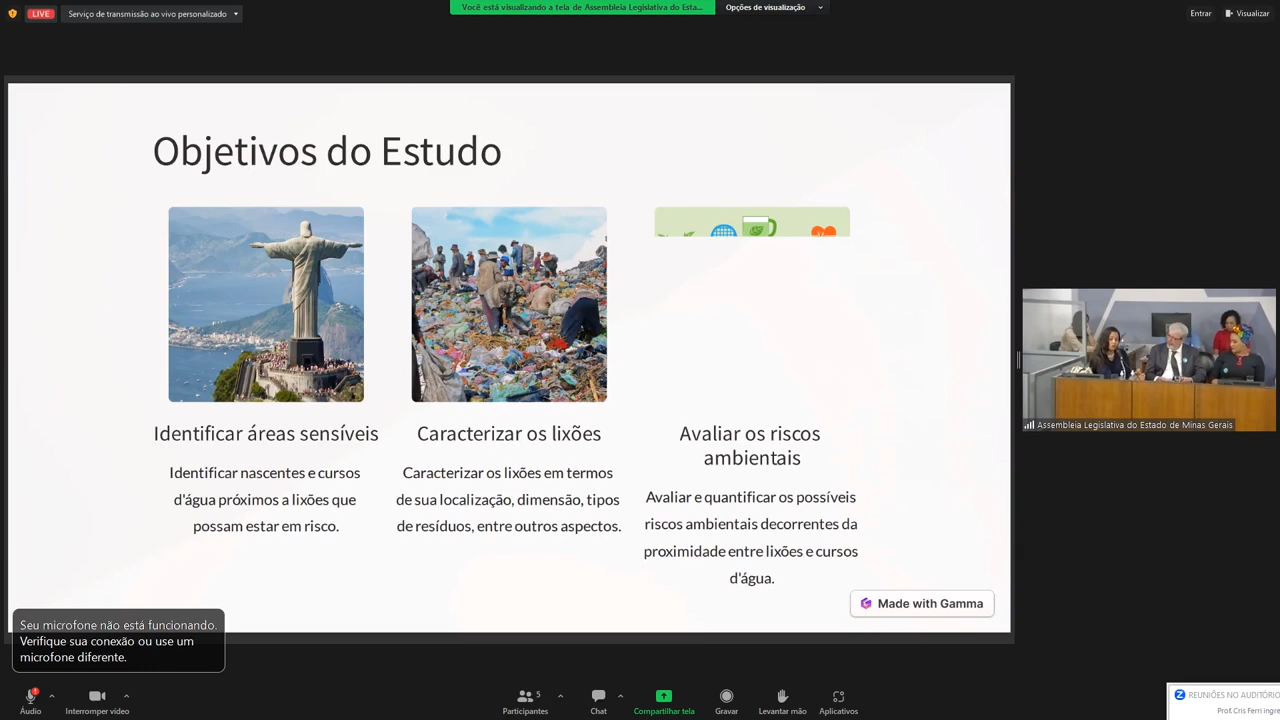 LIVE
Serviço de transmissão ao vivo personalizado
Você está visualizando a tela de Assembleia Legislativa do Esta...
Opções de visualização
Entrar
Visualizar
Objetivos do Estudo
Identificar áreas sensíveis
Identificar nascentes e cursos
d'água próximos a lixões que
possam estar em risco.
Caracterizar os lixões
Caracterizar os lixões em termos
de sua localização, dimensão, tipos
de resíduos, entre outros aspectos.
Avaliar os riscos
ambientais
Avaliar e quantificar os possíveis
riscos ambientais decorrentes da
proximidade entre lixões e cursos
d'água.
Made with Gamma
Assembleia Legislativa do Estado de Minas Gerais
Seu microfone não está funcionando.
Verifique sua conexão ou use um
microfone diferente.
Áudio
Interromper vídeo
5
Participantes
Chat
Compartilhar tela
Gravar
Levantar mão
Aplicativos
REUNIÕES NO AUDITÓRIO
Prof. Cris Ferri ingre